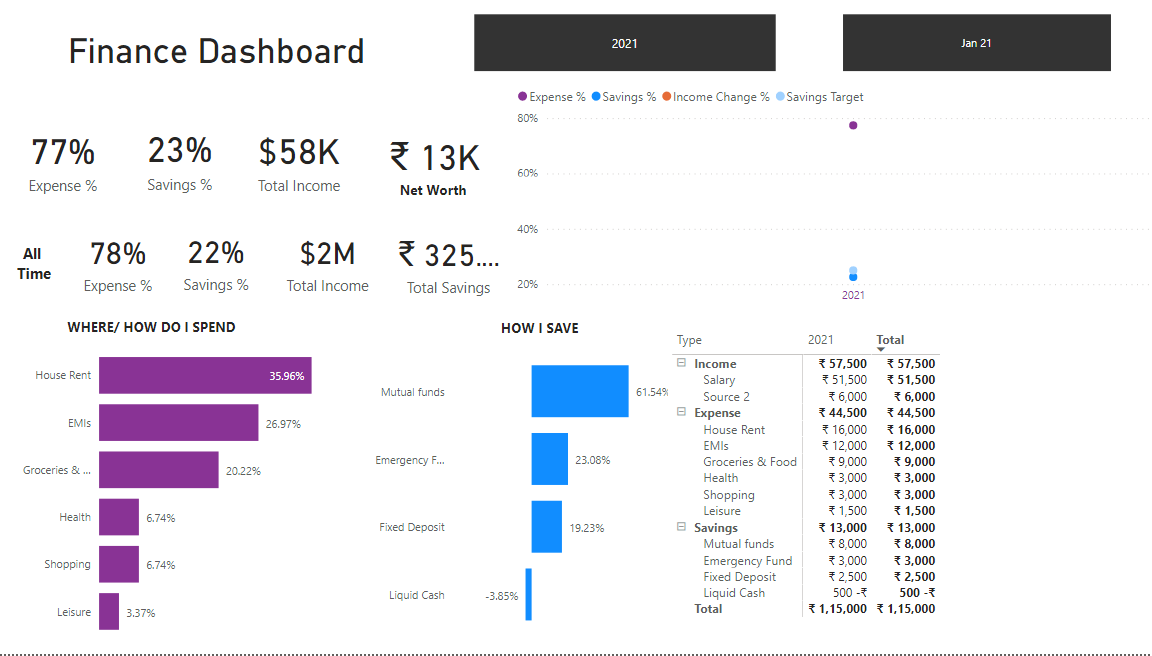 Finance Dashboard
2021
Jan 21
Expense % Savings % Income Change % Savings Target
80%
60%
40%
20%
2021
77%
Expense %
23%
Savings %
$58K
Total Income
₹ 13K
Net Worth
All
Time
78%
Expense %
22%
Savings %
$2M
Total Income
₹ 325....
Total Savings
WHERE/ HOW DO I SPEND
House Rent 35.96%
EMIs 26.97%
Groceries & ... 20.22%
Health 6.74%
Shopping 6.74%
Leisure 3.37%
HOW I SAVE
Mutual funds 61.54%
Emergency F... 23.08%
Fixed Deposit 19.23%
Liquid Cash -3.85%
Type 2021 Total
Income ₹ 57,500 ₹ 57,500
Salary ₹ 51,500 ₹ 51,500
Source 2 ₹ 6,000 ₹ 6,000
Expense ₹ 44,500 ₹ 44,500
House Rent ₹ 16,000 ₹ 16,000
EMIs ₹ 12,000 ₹ 12,000
Groceries & Food ₹ 9,000 ₹ 9,000
Health ₹ 3,000 ₹ 3,000
Shopping ₹ 3,000 ₹ 3,000
Leisure ₹ 1,500 ₹ 1,500
Savings ₹ 13,000 ₹ 13,000
Mutual funds ₹ 8,000 ₹ 8,000
Emergency Fund ₹ 3,000 ₹ 3,000
Fixed Deposit ₹ 2,500 ₹ 2,500
Liquid Cash 500 -₹ 500 -₹
Total ₹ 1,15,000 ₹ 1,15,000